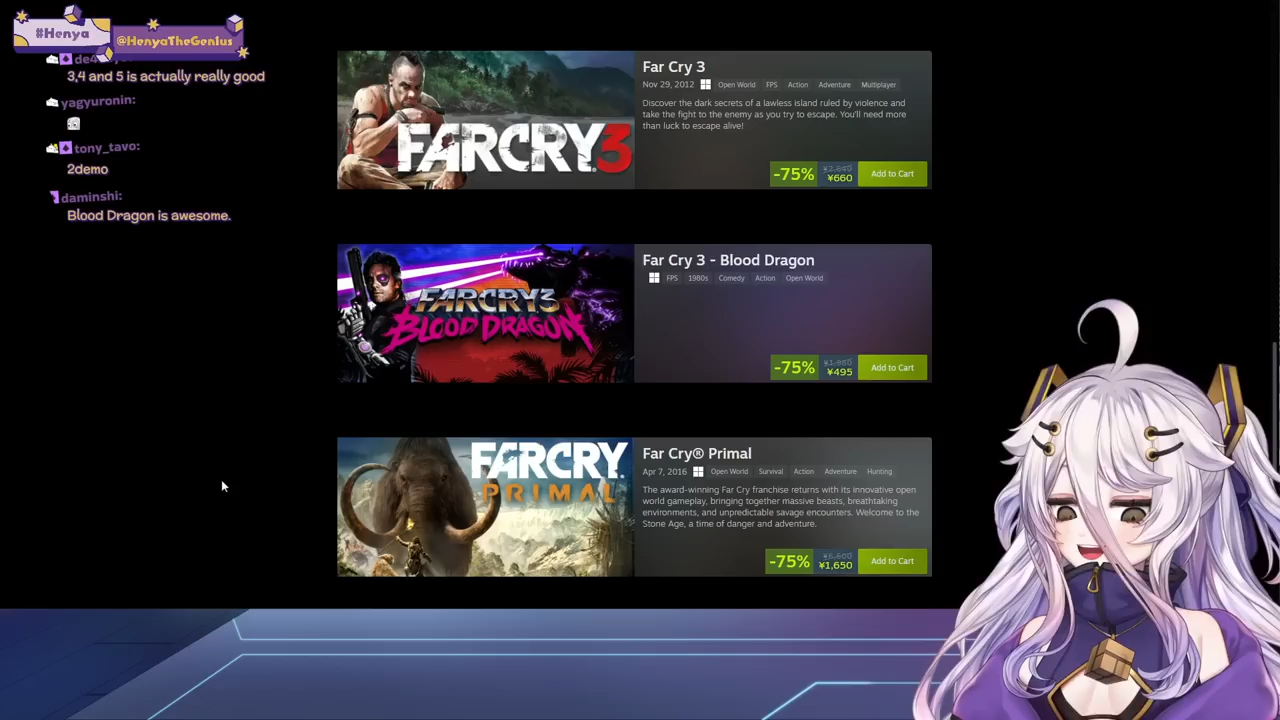 #Henya
@HenyaTheGenius
3,4 and 5 is actually really good
yagyuronin:
tony_tavo:
2demo
daminshi:
Blood Dragon is awesome.
FARCRY3
Far Cry 3
Nov 29, 2012 Open World FPS Action Adventure Multiplayer
Discover the dark secrets of a lawless island ruled by violence and
take the fight to the enemy as you try to escape. You'll need more
than luck to escape alive!
-75% ¥2,640 ¥660 Add to Cart
FARCRY3
BLOOD DRAGON
Far Cry 3 - Blood Dragon
FPS 1980s Comedy Action Open World
-75% ¥1,980 ¥495 Add to Cart
FARCRY
PRIMAL
Far Cry® Primal
Apr 7, 2016 Open World Survival Action Adventure Hunting
The award-winning Far Cry franchise returns with its innovative open
world gameplay, bringing together massive beasts, breathtaking
environments, and unpredictable savage encounters. Welcome to the
Stone Age, a time of danger and adventure.
-75% ¥6,600 ¥1,650 Add to Cart